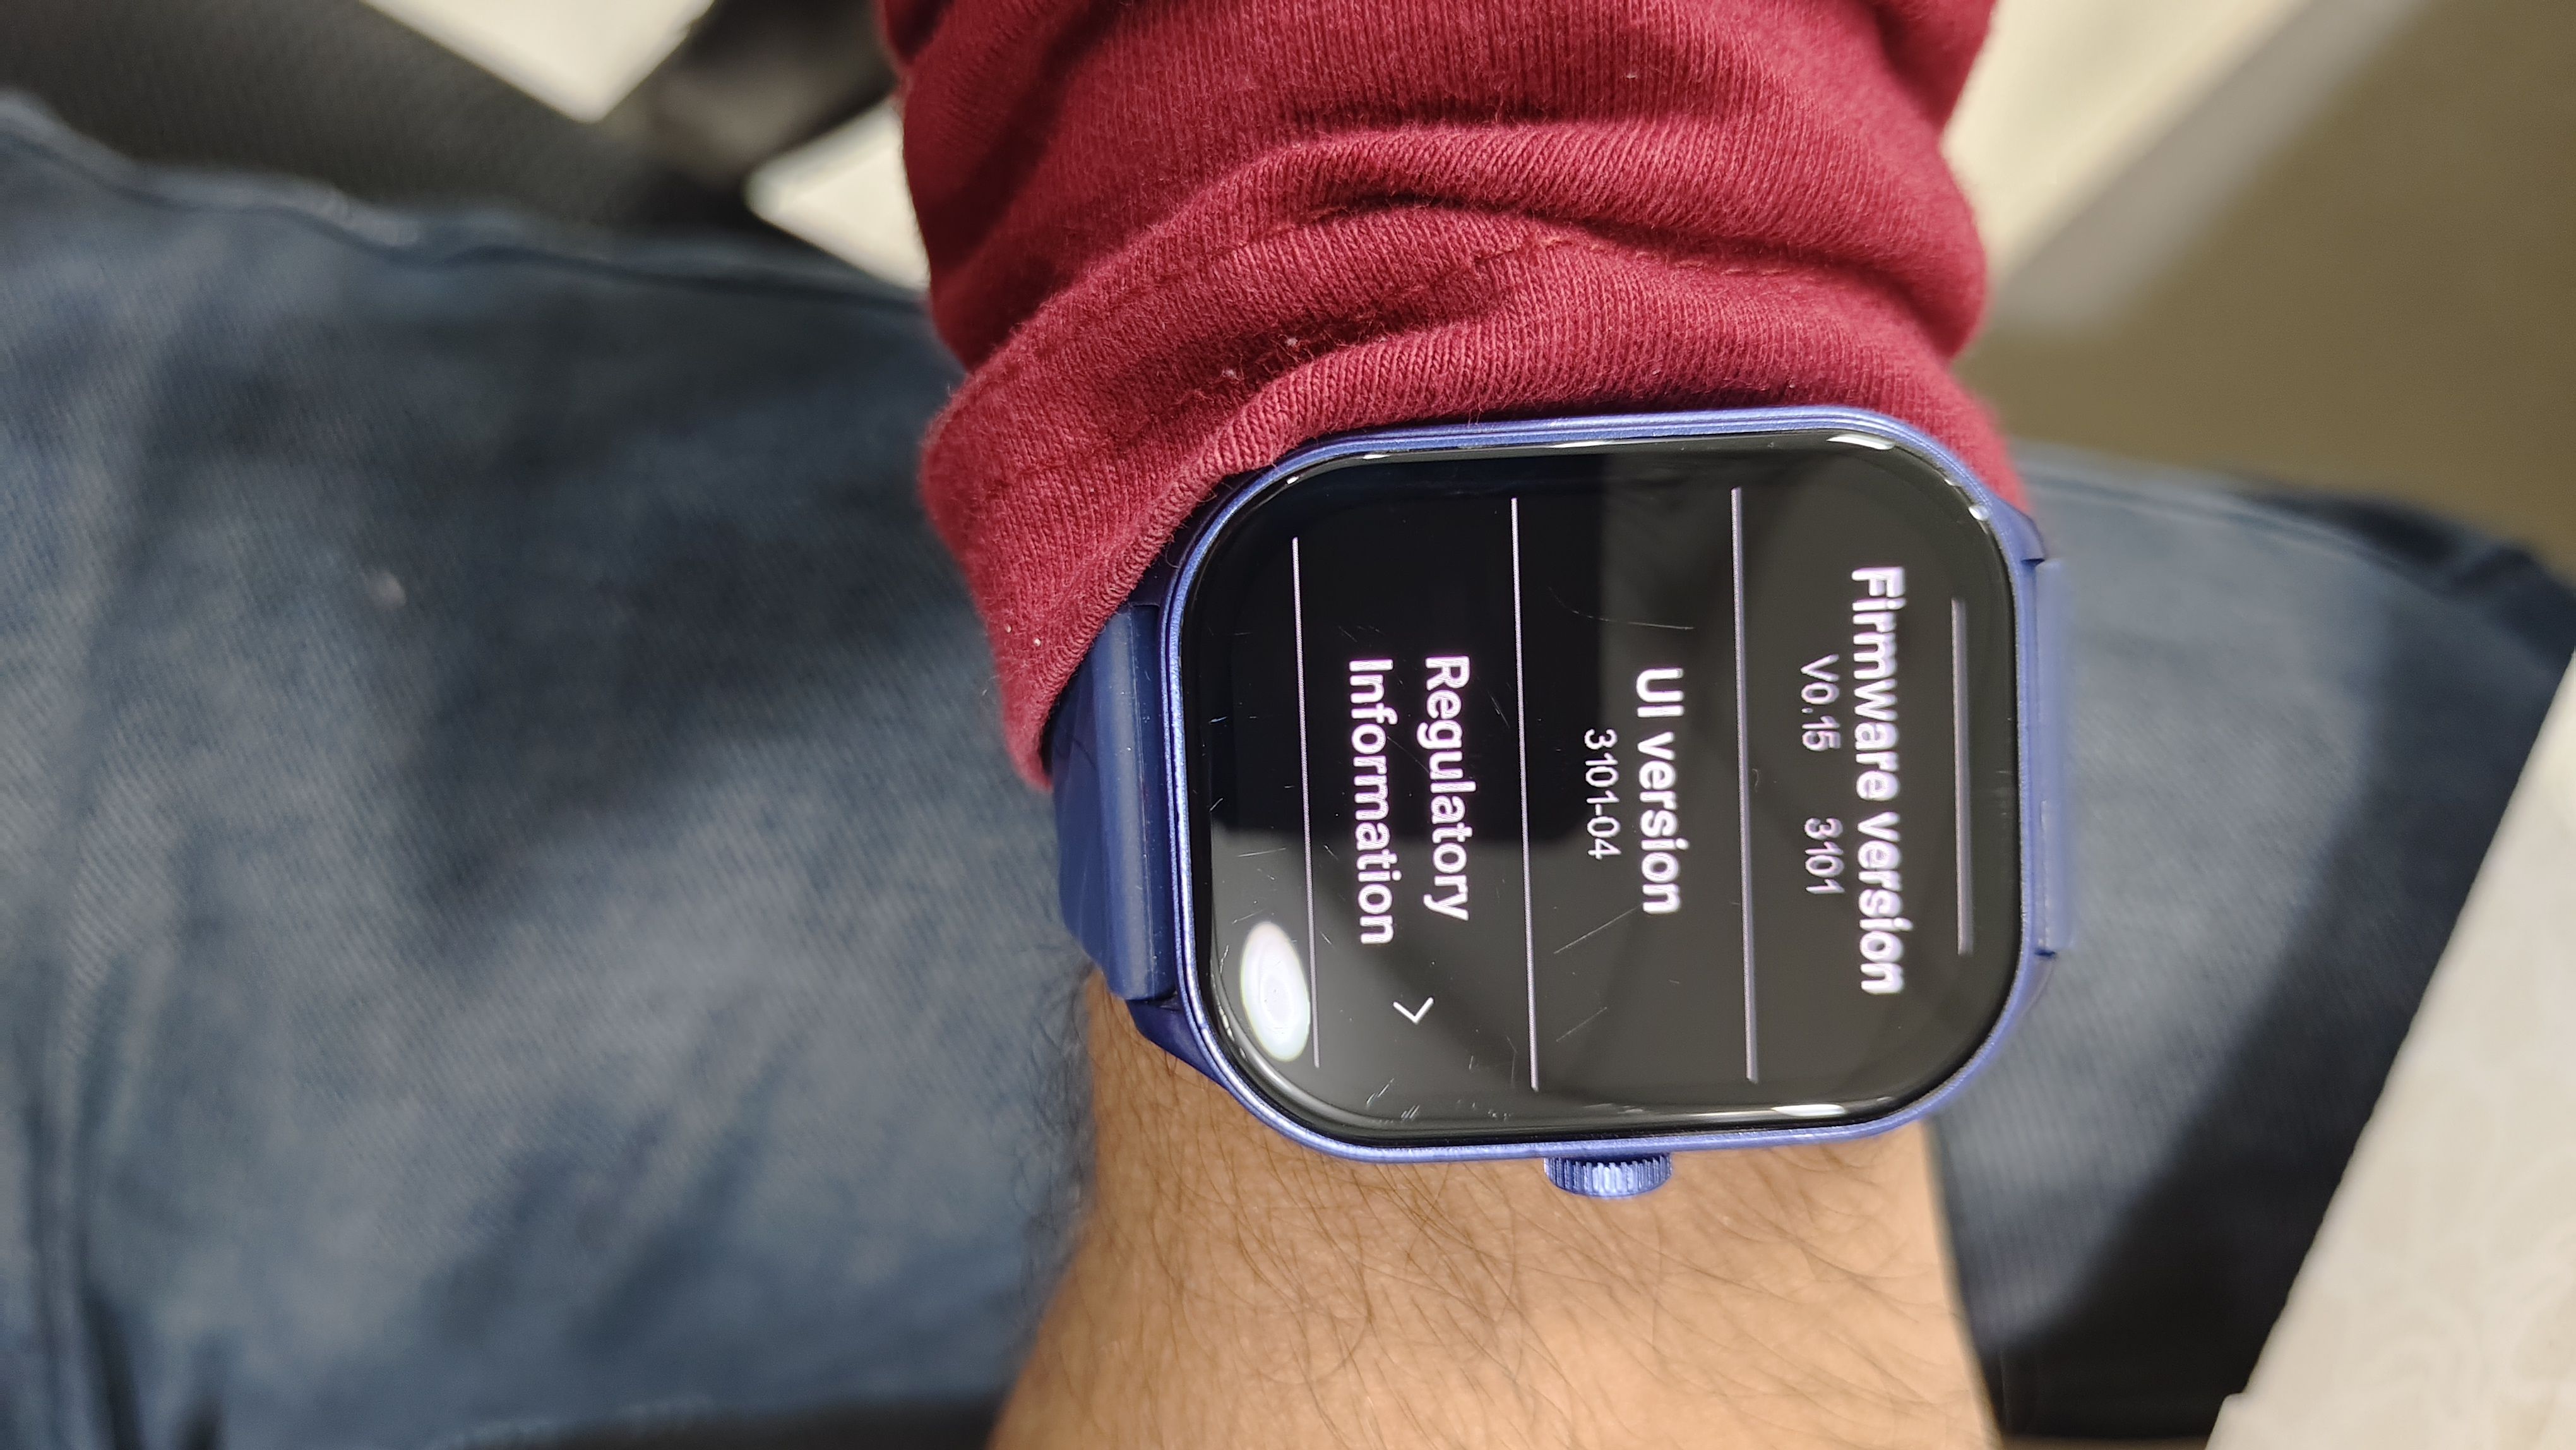 Firmware version
V0.15 3101
UI version
3101-04
Regulatory
Information